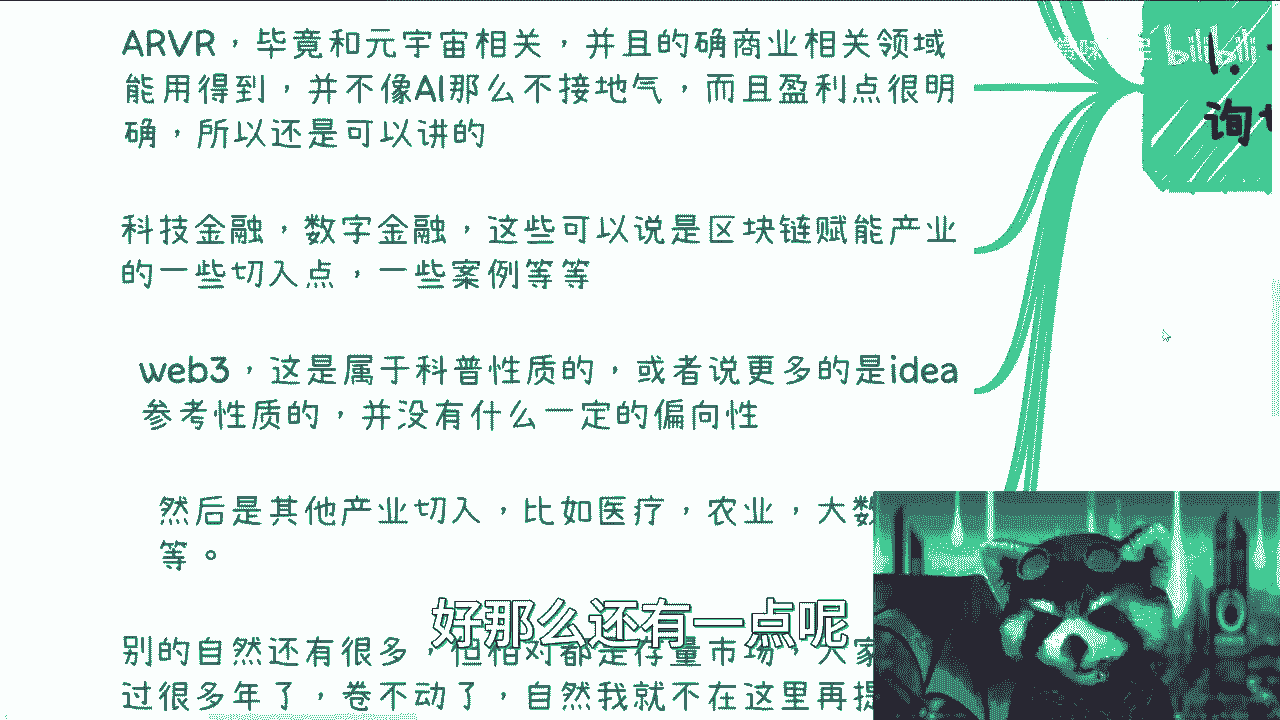 ARVR，毕竟和元宇宙相关，并且的确商业相关领域
能用得到，并不像AI那么不接地气，而且盈利点很明
确，所以还是可以讲的
科技金融，数字金融，这些可以说是区块链赋能产业
的一些切入点，一些案例等等
web3，这是属于科普性质的，或者说更多的是idea
参考性质的，并没有什么一定的偏向性
然后是其他产业切入，比如医疗，农业，大数
等。
别的自然还有很多，但相对都是存量市场，大家
过很多年了，卷不动了，自然我就不在这里再提
好那么还有一点呢
1.
询
bilibili